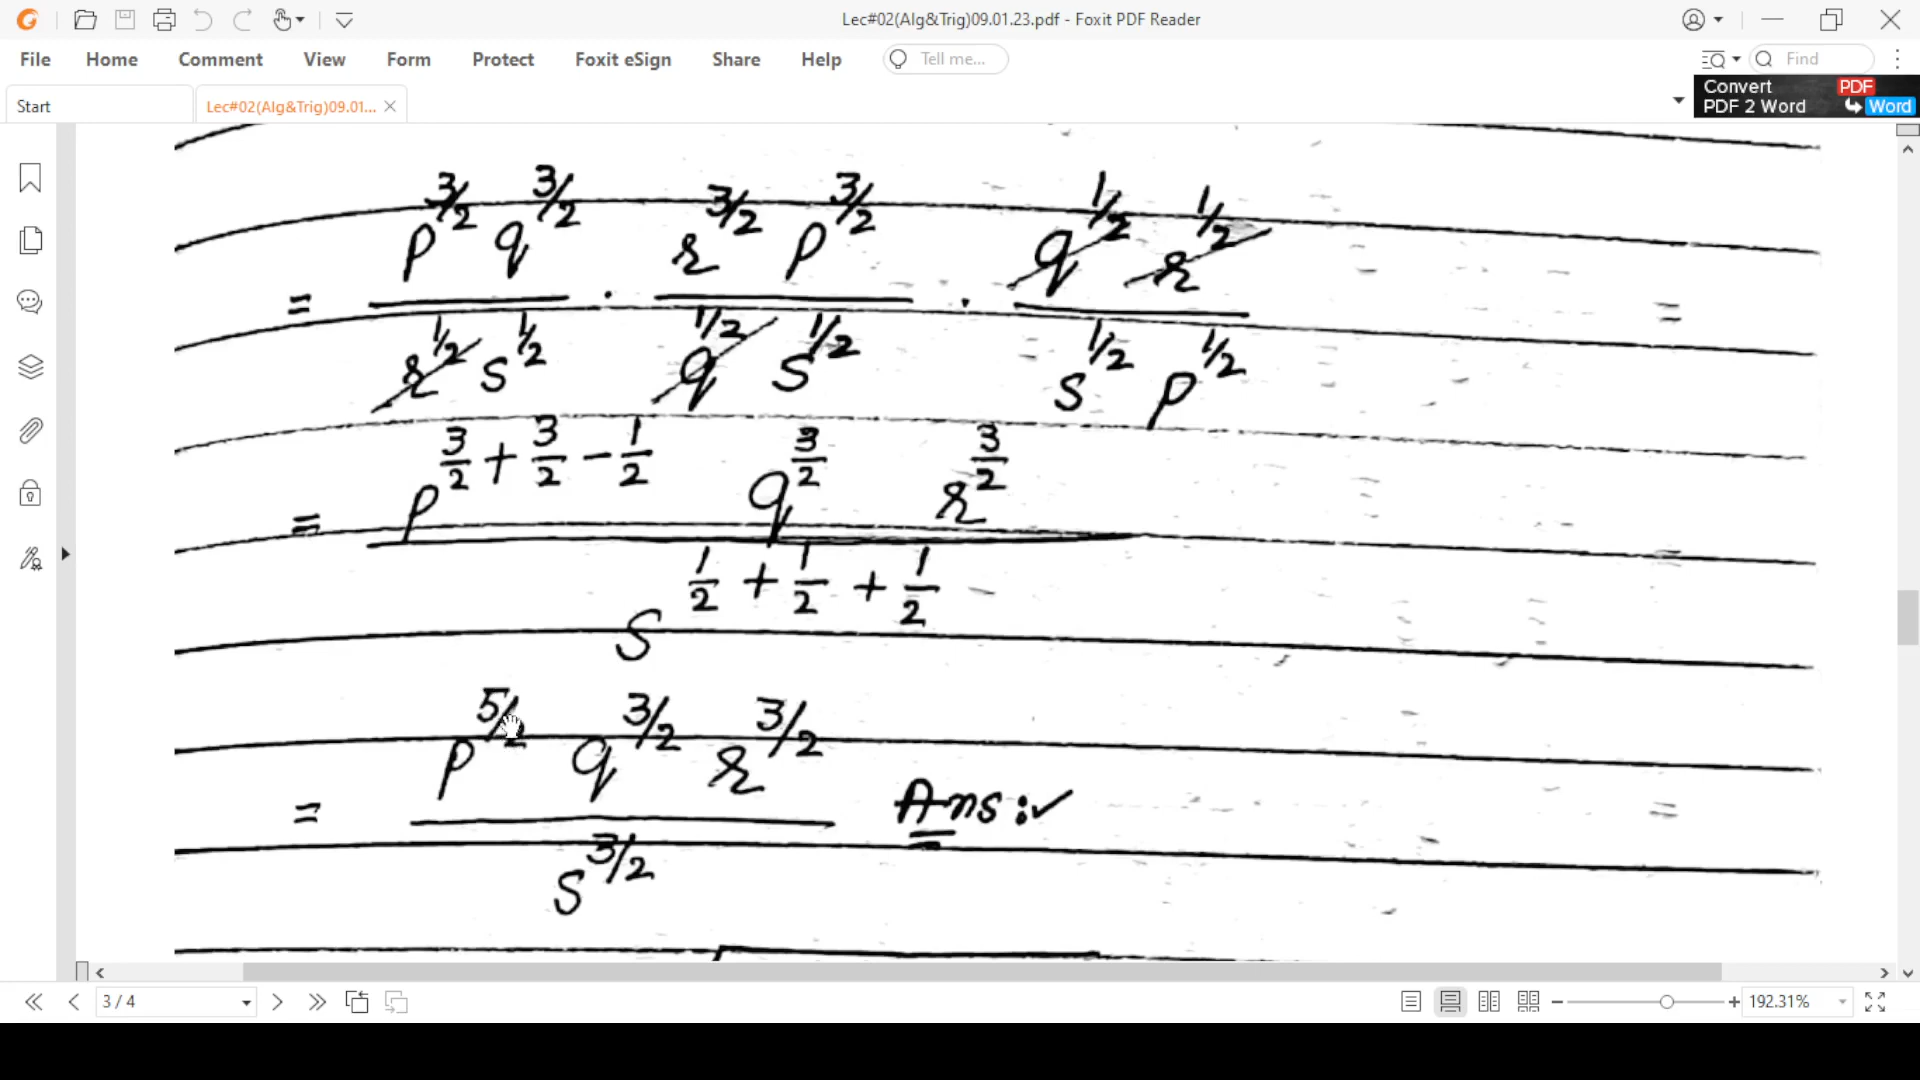 Lec#02(Alg&Trig)09.01.23.pdf - Foxit PDF Reader
File Home Comment View Form Protect Foxit eSign Share Help Tell me... Find
Start Lec#02(Alg&Trig)09.01... Convert PDF 2 Word PDF Word
= p^3/2 q^3/2 / r^1/2 s^1/2 . r^3/2 p^3/2 / q^1/2 s^1/2 . q^1/2 r^1/2 / s^1/2 p^1/2
= p^(3/2 + 3/2 - 1/2) q^3/2 r^3/2 / s^(1/2 + 1/2 + 1/2)
= p^5/2 q^3/2 r^3/2 / s^3/2 Ans:✓
3 / 4 192.31%